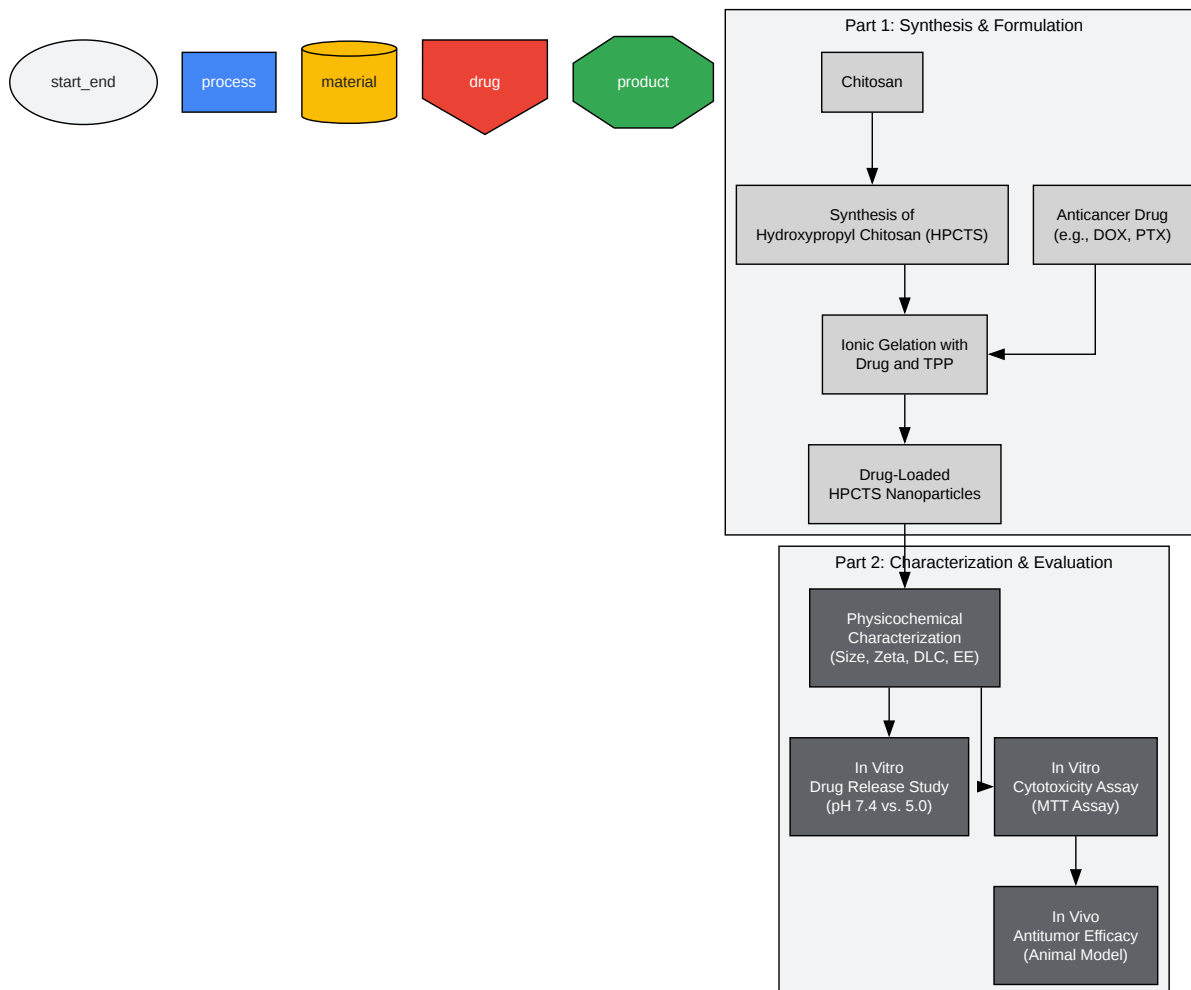 start_end
process
material
drug
product
Part 1: Synthesis & Formulation
Chitosan
Synthesis of
Hydroxypropyl Chitosan (HPCTS)
Anticancer Drug
(e.g., DOX, PTX)
Ionic Gelation with
Drug and TPP
Drug-Loaded
HPCTS Nanoparticles
Part 2: Characterization & Evaluation
Physicochemical
Characterization
(Size, Zeta, DLC, EE)
In Vitro
Drug Release Study
(pH 7.4 vs. 5.0)
In Vitro
Cytotoxicity Assay
(MTT Assay)
In Vivo
Antitumor Efficacy
(Animal Model)